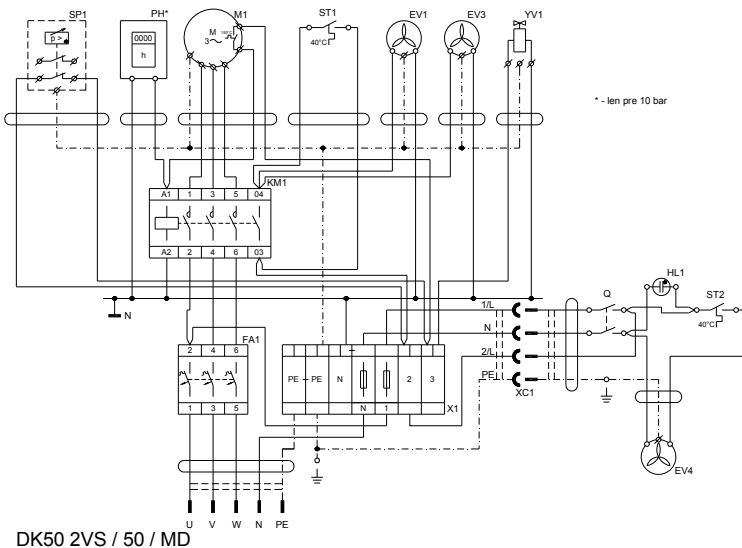 SP1 PH* M1 ST1 EV1 EV3 YV1
p >
0000
h
M 160°C
3
40°C
* - len pre 10 bar
A1 1 3 5 04 KM1
A2 2 4 6 03
HL1
1/L Q ST2
N
40°C
N
2/L
FA1
2 4 6
PE PE N 2 3
PE
XC1
1 3 5 N 1 X1
EV4
U V W N PE
DK50 2VS / 50 / MD